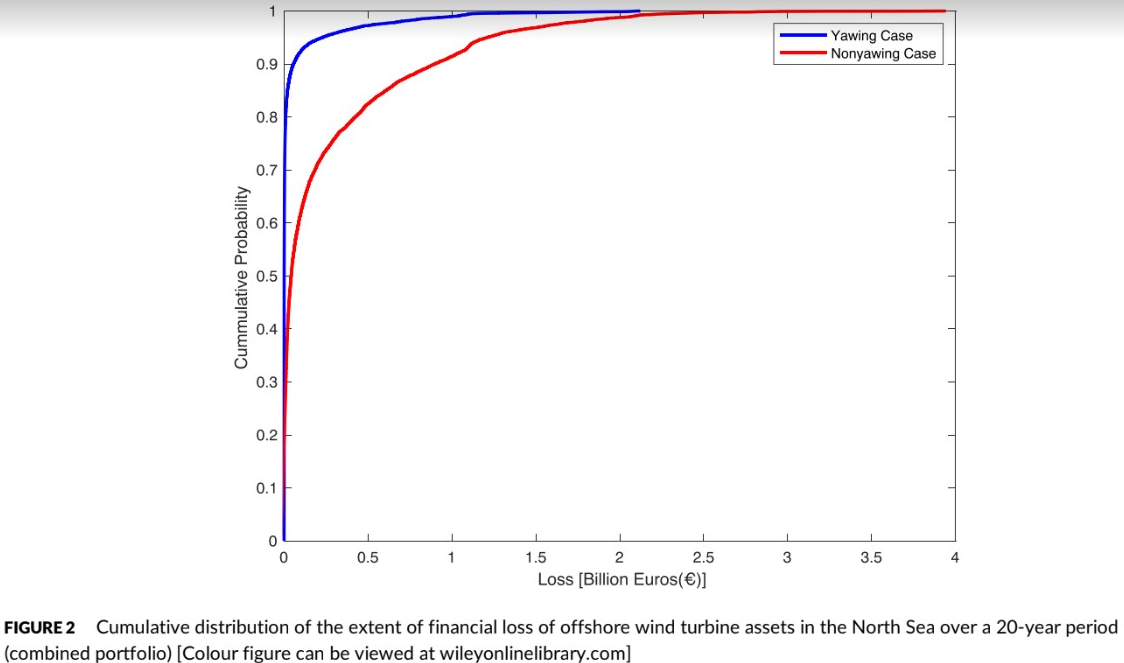 1
0.9
0.8
0.7
0.6
0.5
0.4
0.3
0.2
0.1
0
Cummulative Probability
Yawing Case
Nonyawing Case
0 0.5 1 1.5 2 2.5 3 3.5 4
Loss [Billion Euros(€)]
FIGURE 2 Cumulative distribution of the extent of financial loss of offshore wind turbine assets in the North Sea over a 20-year period
(combined portfolio) [Colour figure can be viewed at wileyonlinelibrary.com]